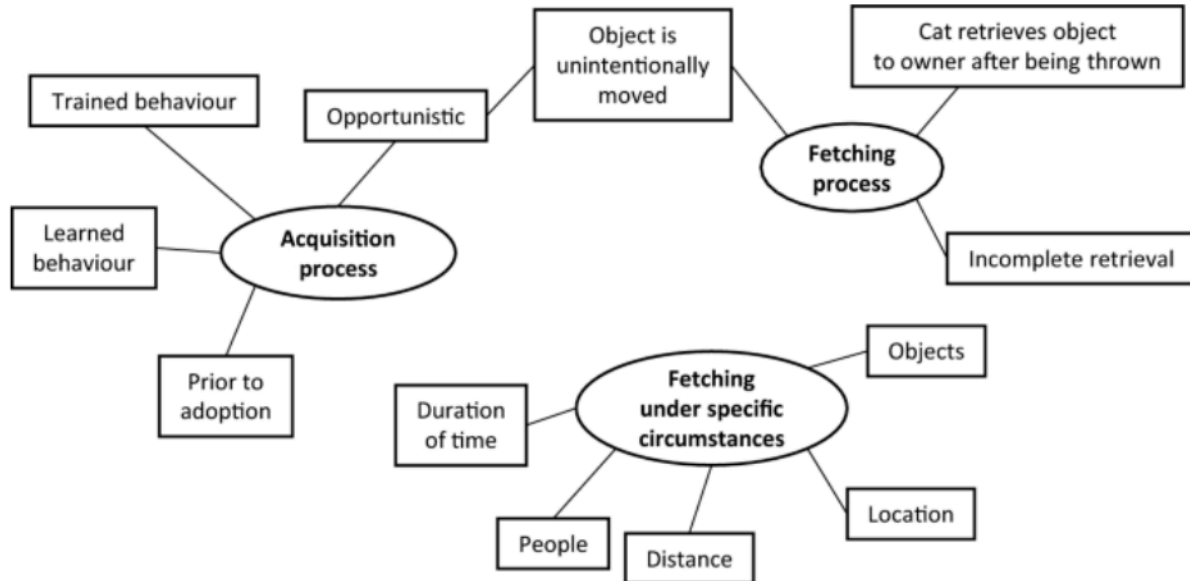 Object is
unintentionally
moved
Cat retrieves object
to owner after being thrown
Trained behaviour
Opportunistic
Fetching
process
Learned
behaviour
Acquisition
process
Incomplete retrieval
Prior to
adoption
Objects
Duration
of time
Fetching
under specific
circumstances
Location
People
Distance